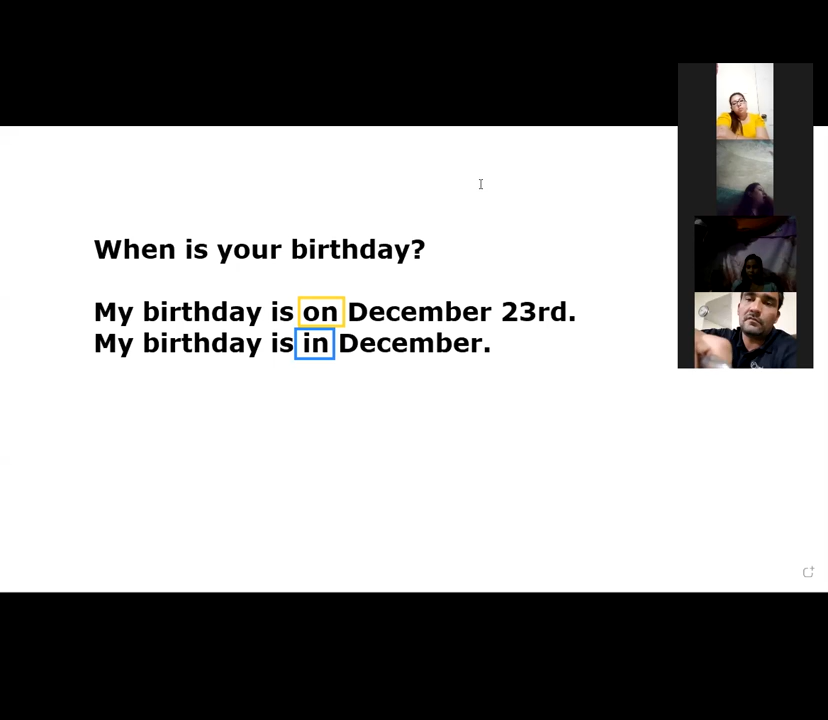 When is your birthday?
My birthday is on December 23rd.
My birthday is in December.